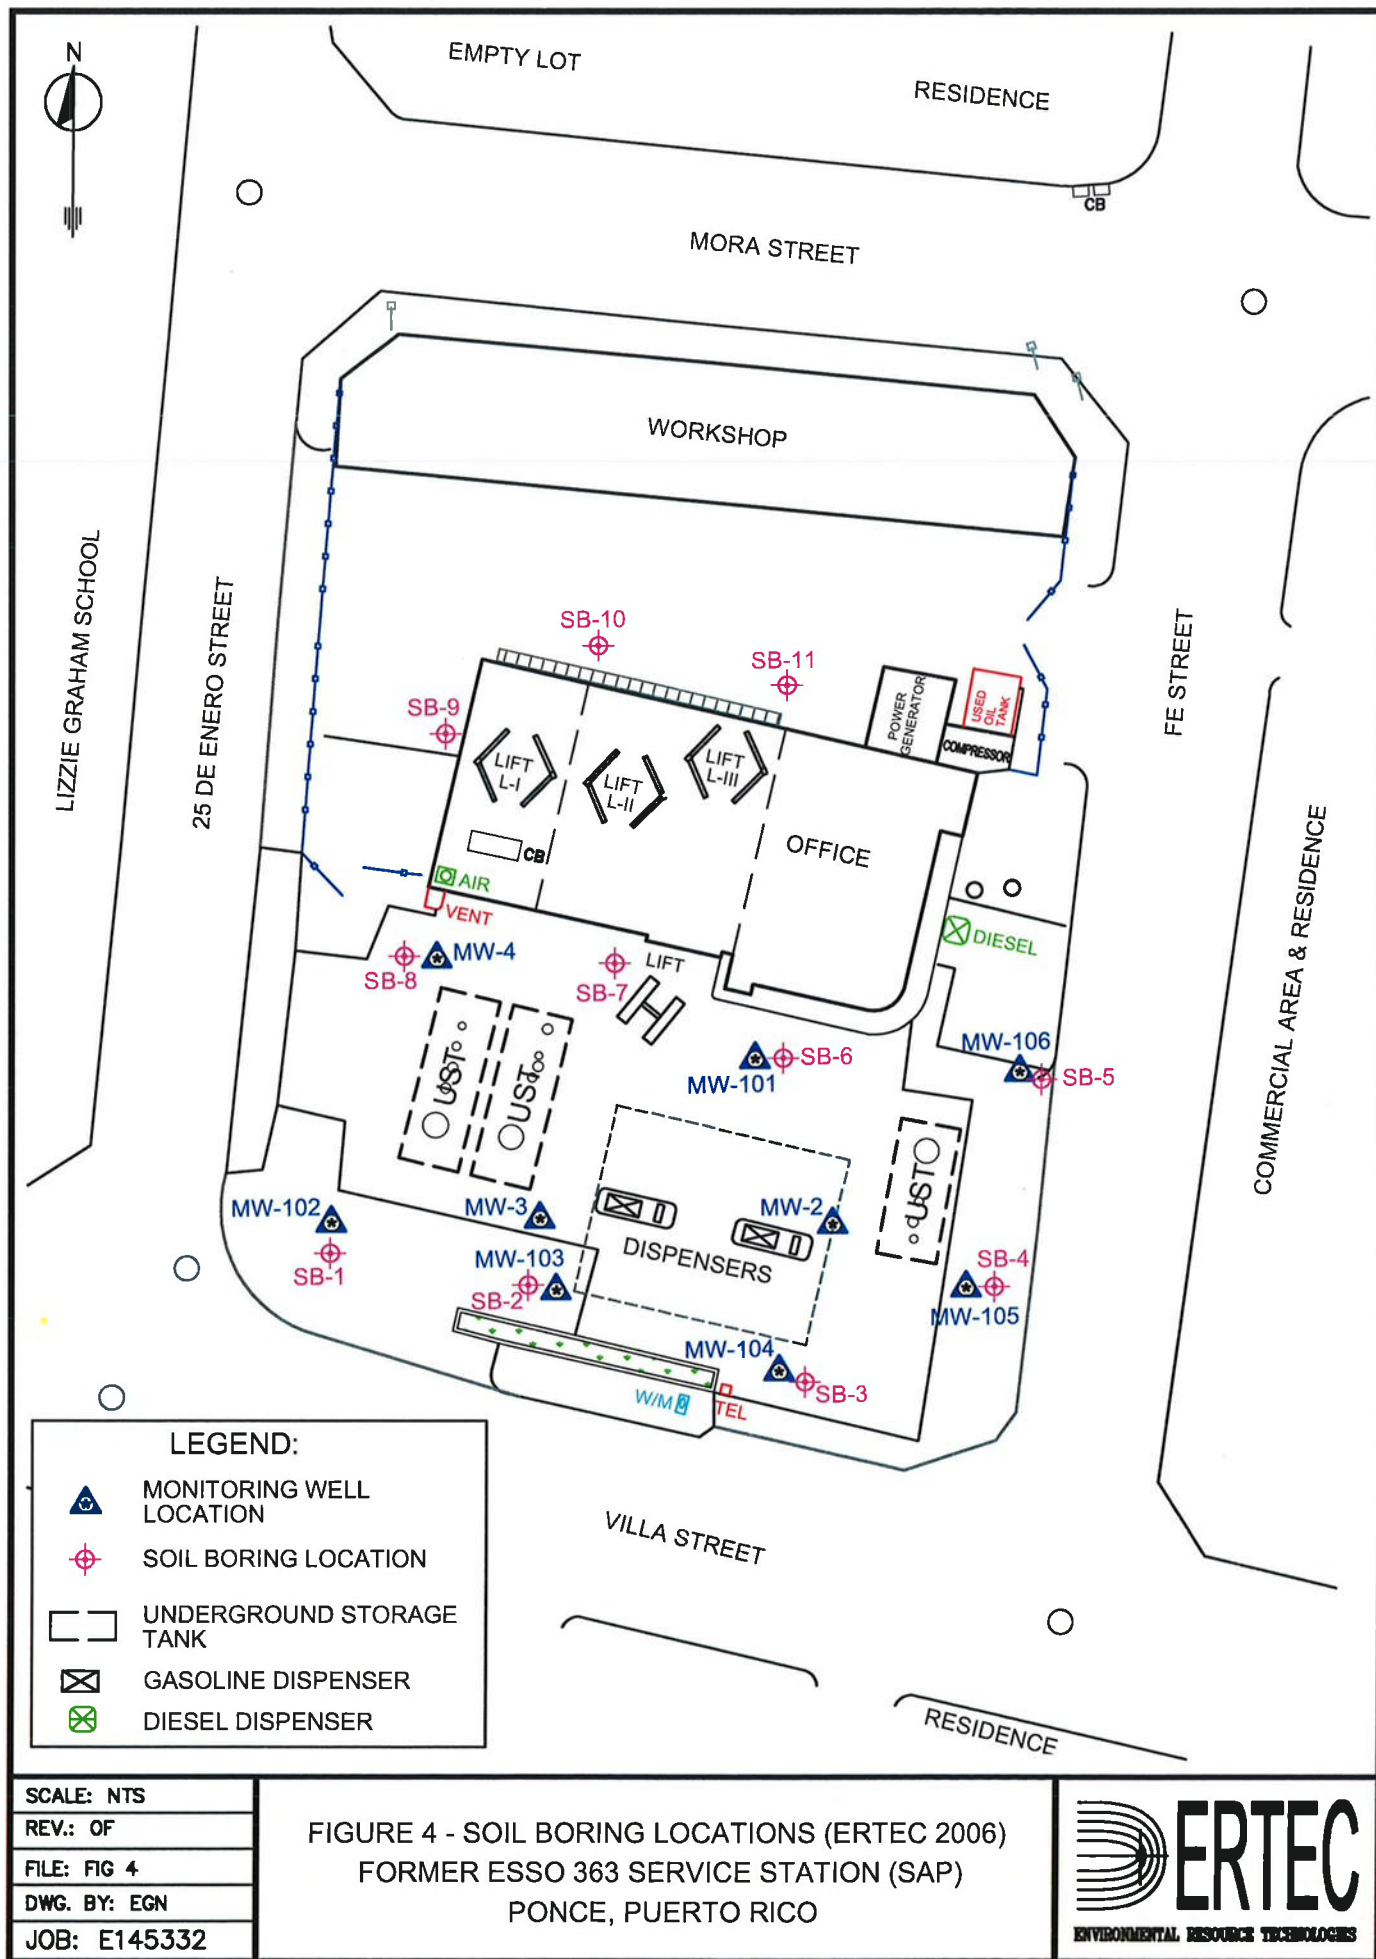 N
EMPTY LOT
RESIDENCE
CB
MORA STREET
WORKSHOP
LIZZIE GRAHAM SCHOOL
25 DE ENERO STREET
FE STREET
COMMERCIAL AREA & RESIDENCE
SB-10
SB-11
SB-9
POWER
GENERATOR
USED
OIL
TANK
COMPRESSOR
LIFT
L-I
LIFT
L-II
LIFT
L-III
OFFICE
CB
AIR
VENT
DIESEL
MW-4
SB-8
SB-7
LIFT
UST
UST
MW-101
SB-6
MW-106
SB-5
UST
MW-102
SB-1
MW-3
MW-2
DISPENSERS
MW-103
SB-2
SB-4
MW-105
MW-104
SB-3
W/M
TEL
LEGEND:
MONITORING WELL
LOCATION
SOIL BORING LOCATION
UNDERGROUND STORAGE
TANK
GASOLINE DISPENSER
DIESEL DISPENSER
VILLA STREET
RESIDENCE
SCALE: NTS
REV.: OF
FILE: FIG 4
DWG. BY: EGN
JOB: E145332
FIGURE 4 - SOIL BORING LOCATIONS (ERTEC 2006)
FORMER ESSO 363 SERVICE STATION (SAP)
PONCE, PUERTO RICO
ERTEC
ENVIRONMENTAL RESOURCE TECHNOLOGIES